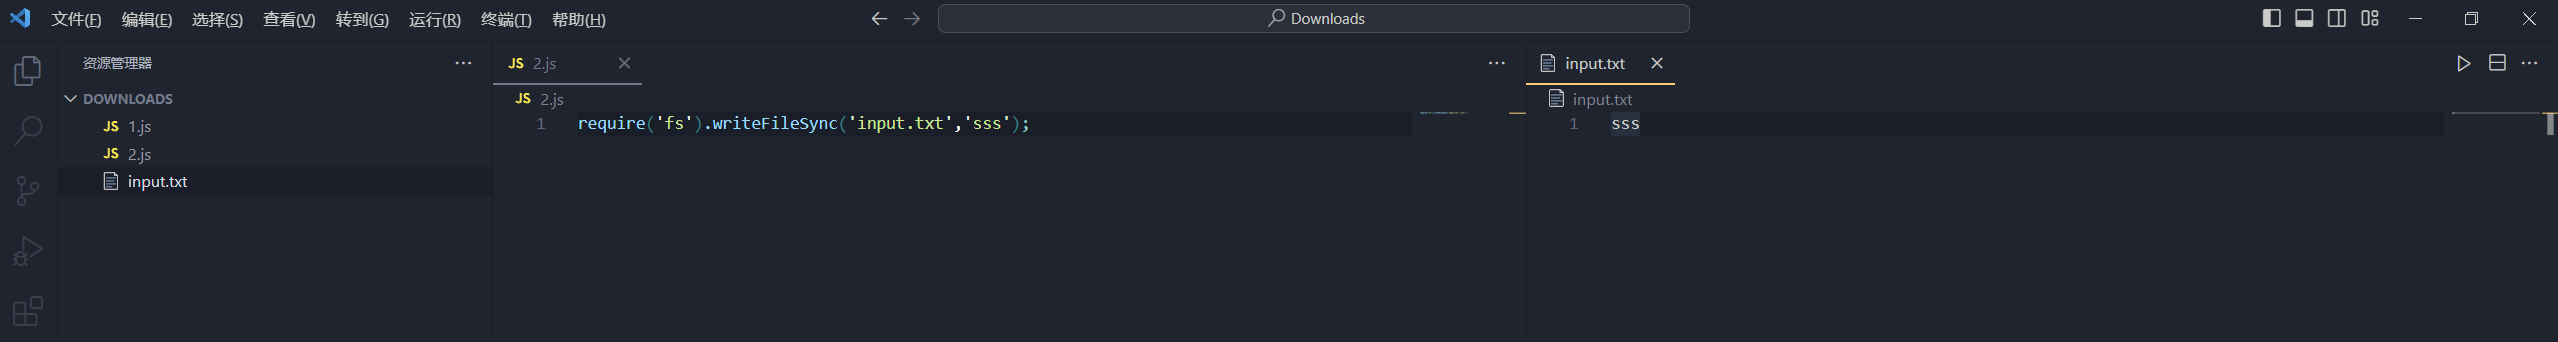 文件(F) 编辑(E) 选择(S) 查看(V) 转到(G) 运行(R) 终端(T) 帮助(H)
Downloads
资源管理器
DOWNLOADS
JS 1.js
JS 2.js
input.txt
JS 2.js
JS 2.js
1 require('fs').writeFileSync('input.txt','sss');
input.txt
input.txt
1 sss